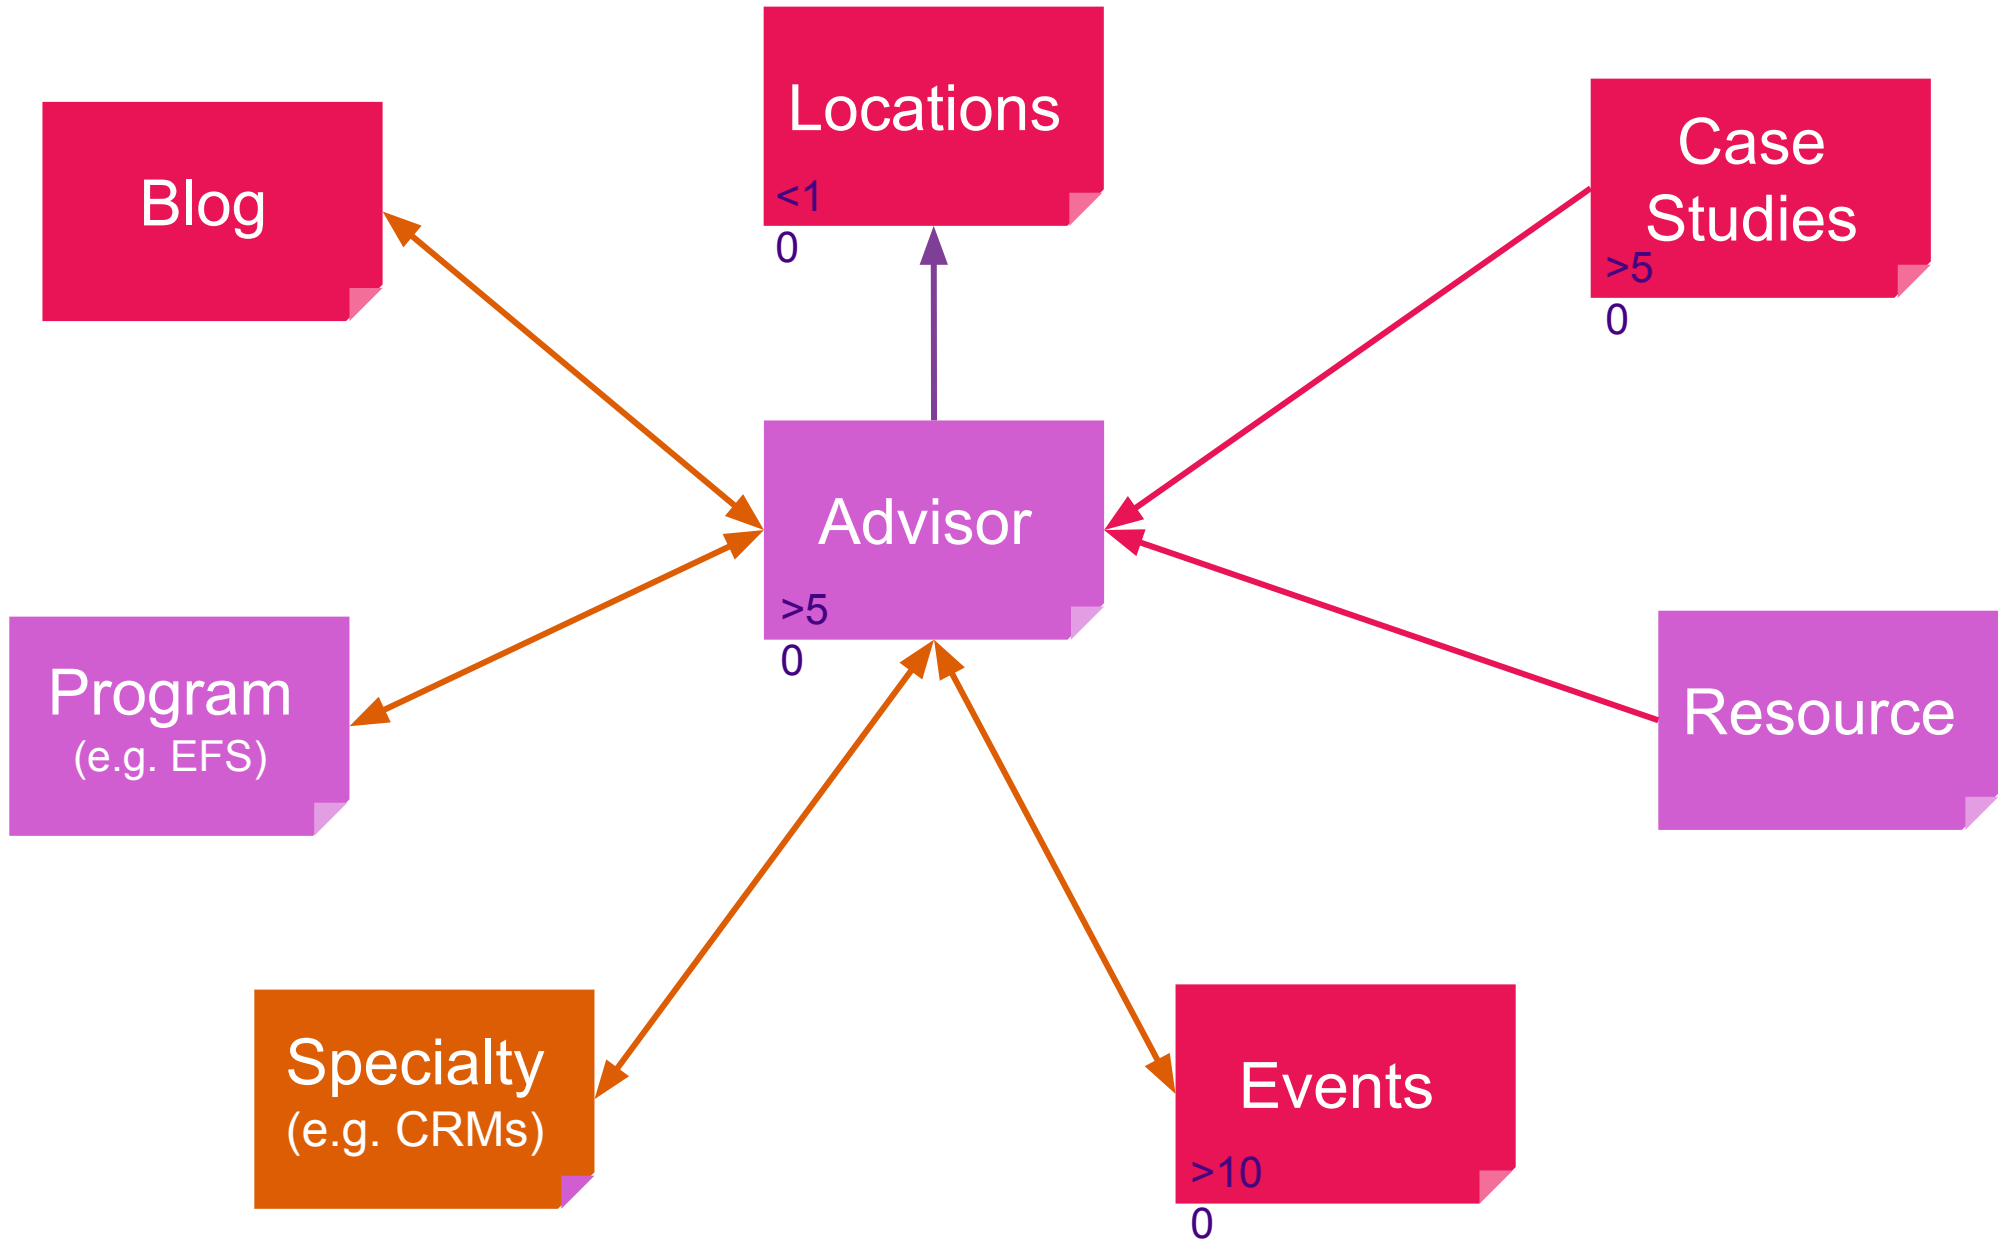 Locations
<1
0
Blog
Case
Studies
>5
0
Advisor
>5
0
Program
(e.g. EFS)
Resource
Specialty
(e.g. CRMs)
Events
>10
0